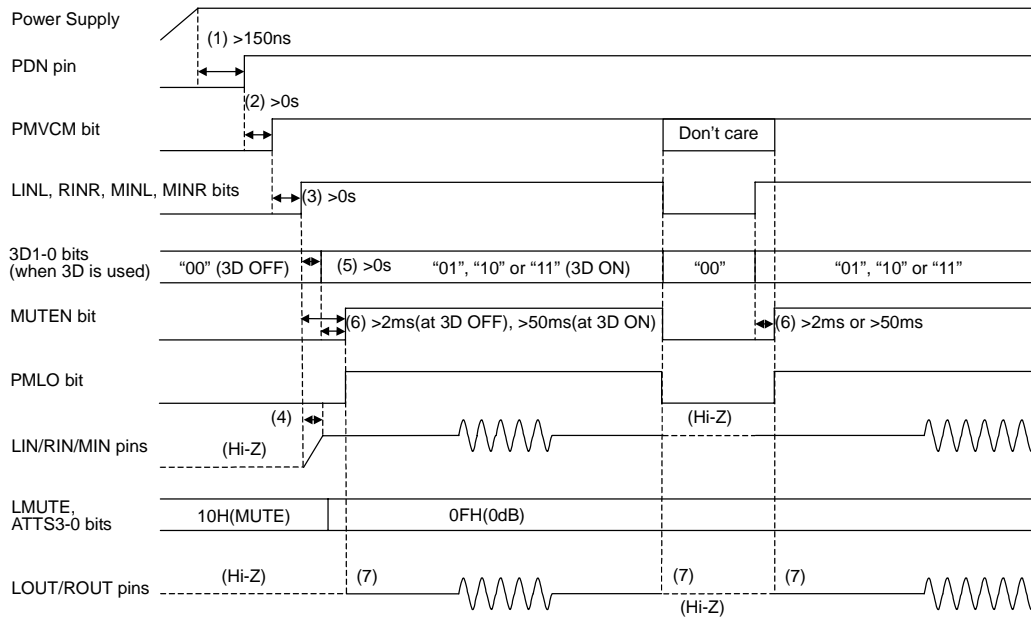 Power Supply
(1) >150ns
PDN pin
(2) >0s
PMVCM bit
Don't care
LINL, RINR, MINL, MINR bits
(3) >0s
3D1-0 bits
(when 3D is used)
“00” (3D OFF)
(5) >0s
“01”, “10” or “11” (3D ON)
“00”
“01”, “10” or “11”
MUTEN bit
(6) >2ms(at 3D OFF), >50ms(at 3D ON)
(6) >2ms or >50ms
PMLO bit
(4)
(Hi-Z)
LIN/RIN/MIN pins
(Hi-Z)
LMUTE,
ATTS3-0 bits
10H(MUTE)
0FH(0dB)
LOUT/ROUT pins
(Hi-Z)
(7)
(7)
(7)
(Hi-Z)